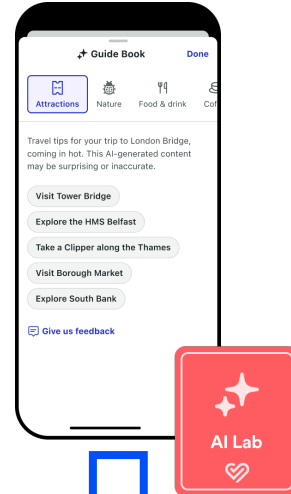 Guide Book
Done
Attractions
Nature
Food & drink
Travel tips for your trip to London Bridge,
coming in hot. This AI-generated content
may be surprising or inaccurate.
Visit Tower Bridge
Explore the HMS Belfast
Take a Clipper along the Thames
Visit Borough Market
Explore South Bank
Give us feedback
AI Lab